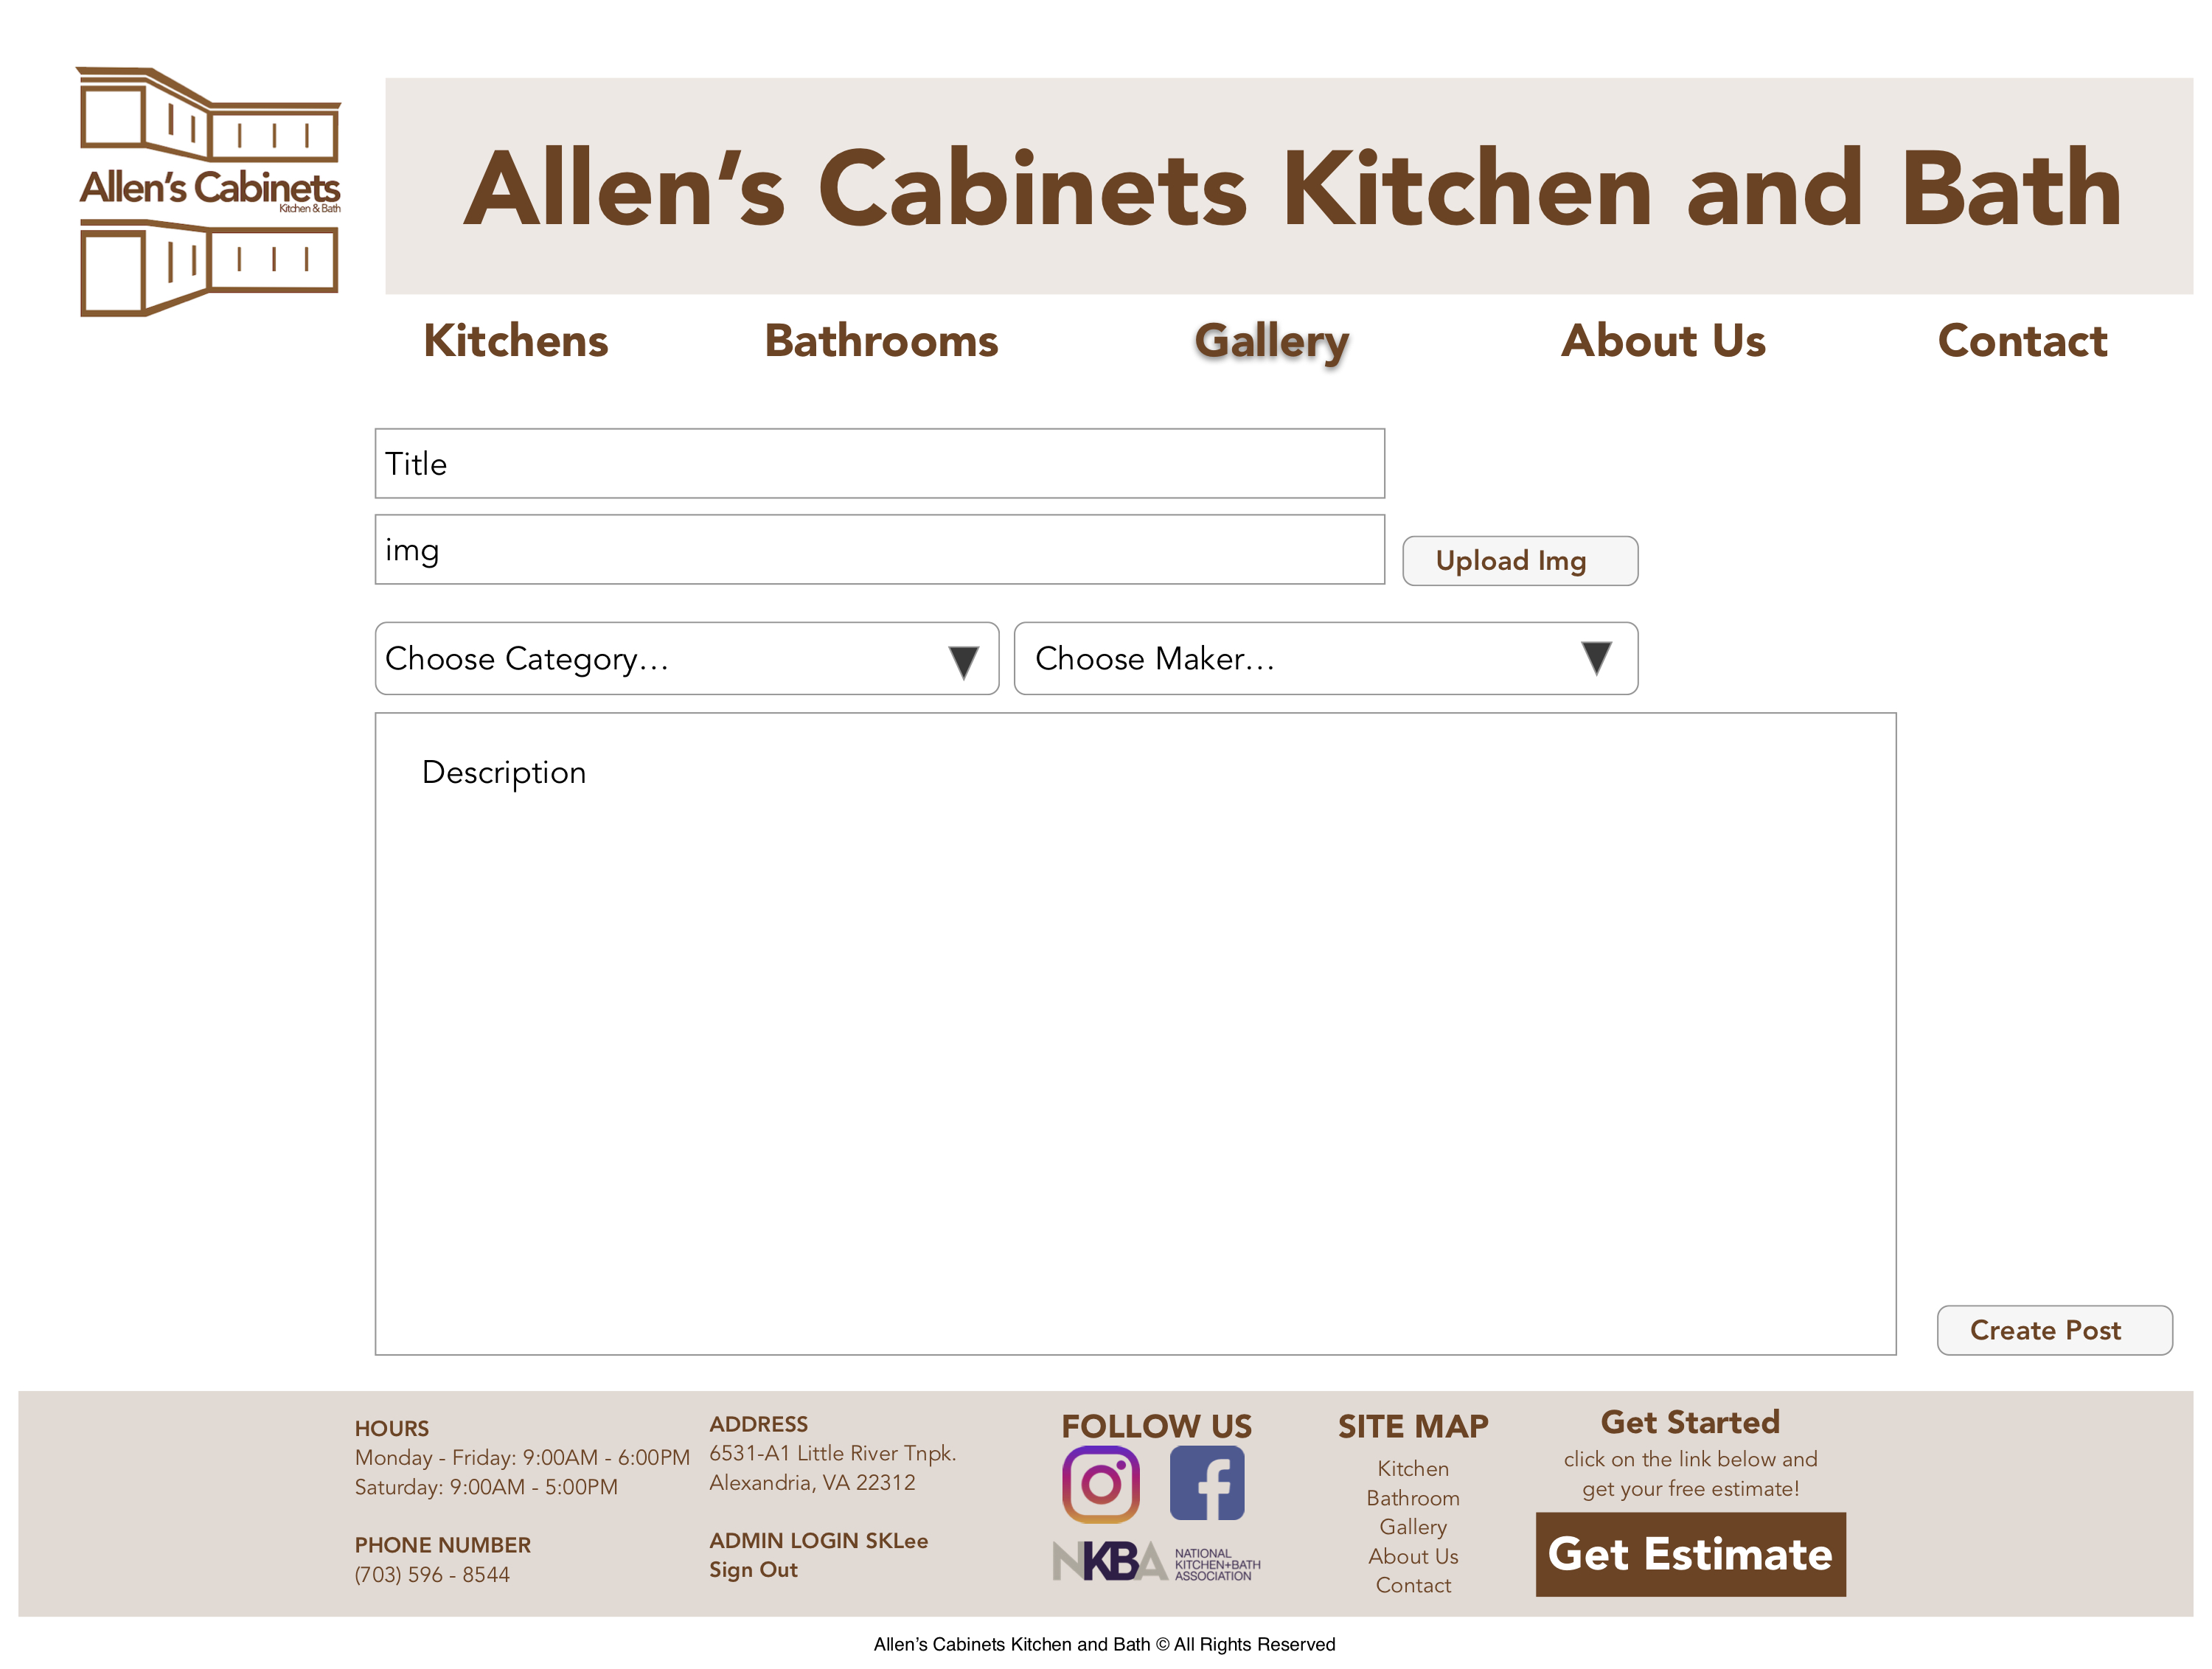 Allen's Cabinets
Kitchen & Bath
Allen's Cabinets Kitchen and Bath
Kitchens
Bathrooms
Gallery
About Us
Contact
Title
img
Upload Img
Choose Category...
Choose Maker...
Description
Create Post
HOURS
Monday - Friday: 9:00AM - 6:00PM
Saturday: 9:00AM - 5:00PM
PHONE NUMBER
(703) 596 - 8544
ADDRESS
6531-A1 Little River Tnpk.
Alexandria, VA 22312
ADMIN LOGIN SKLee
Sign Out
FOLLOW US
NKBA
NATIONAL
KITCHEN+BATH
ASSOCIATION
SITE MAP
Kitchen
Bathroom
Gallery
About Us
Contact
Get Started
click on the link below and
get your free estimate!
Get Estimate
Allen's Cabinets Kitchen and Bath © All Rights Reserved